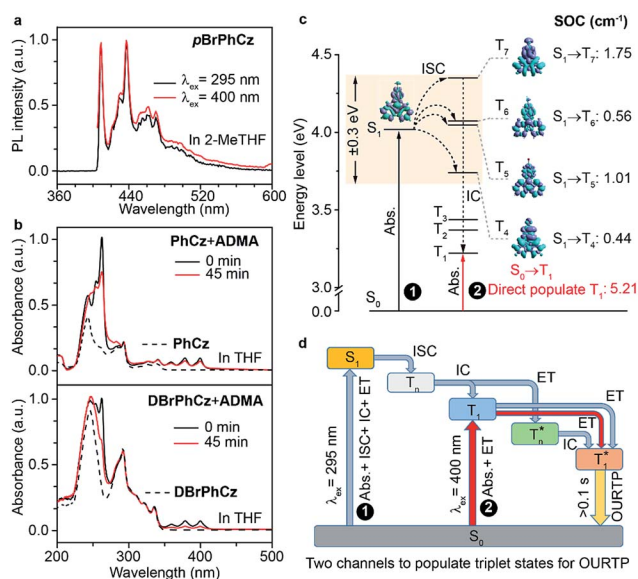 a
pBrPhCz
λex= 295 nm
λex= 400 nm
In 2-MeTHF
PL intensity (a.u.)
1.0
0.5
0.0
360 440 520 600
Wavelength (nm)
b
PhCz+ADMA
0 min
45 min
PhCz
In THF
Absorbance (a.u.)
1.0
0.5
0.0
DBrPhCz+ADMA
0 min
45 min
DBrPhCz
In THF
Absorbance (a.u.)
1.0
0.5
0.0
200 300 400 500
Wavelength (nm)
c
SOC (cm-1)
Energy level (eV)
4.5
4.0
3.5
3.0
0.0
±0.3 eV
ISC
S1
IC
Abs.
Abs.
T3
T2
T1
S0
1
2
T7
S1→T7: 1.75
T6
S1→T6: 0.56
T5
S1→T5: 1.01
T4
S1→T4: 0.44
S0→T1
Direct populate T1: 5.21
d
S1
ISC
Tn
IC
ET
T1
ET
ET
Tn*
IC
T1*
λex = 295 nm
1 Abs.+ ISC+ IC+ ET
λex = 400 nm
2 Abs.+ ET
>0.1 s
OURTP
S0
Two channels to populate triplet states for OURTP